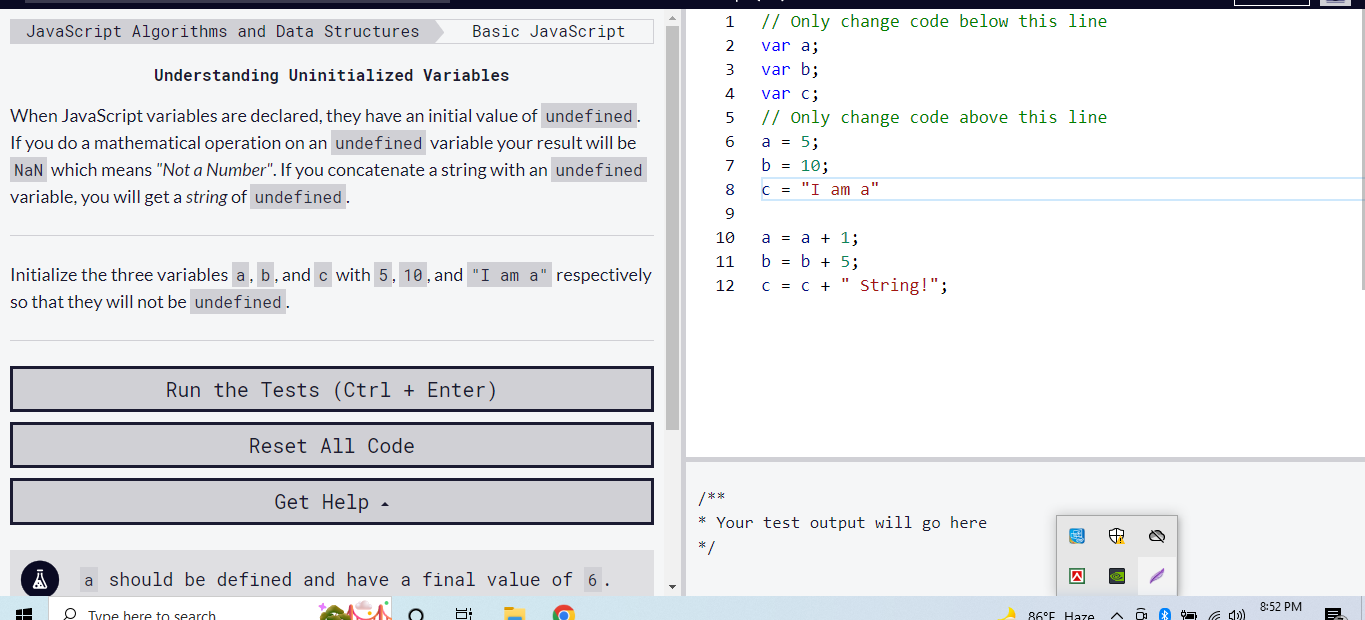 JavaScript Algorithms and Data Structures
Basic JavaScript
Understanding Uninitialized Variables
When JavaScript variables are declared, they have an initial value of undefined.
If you do a mathematical operation on an undefined variable your result will be
NaN which means "Not a Number". If you concatenate a string with an undefined
variable, you will get a string of undefined.
Initialize the three variables a, b, and c with 5, 10, and "I am a" respectively
so that they will not be undefined.
Run the Tests (Ctrl + Enter)
Reset All Code
Get Help
a should be defined and have a final value of 6.
1 // Only change code below this line
2 var a;
3 var b;
4 var c;
5 // Only change code above this line
6 a = 5;
7 b = 10;
8 c = "I am a"
9
10 a = a + 1;
11 b = b + 5;
12 c = c + " String!";
/**
* Your test output will go here
*/
Type here to search
86°F Haze
8:52 PM